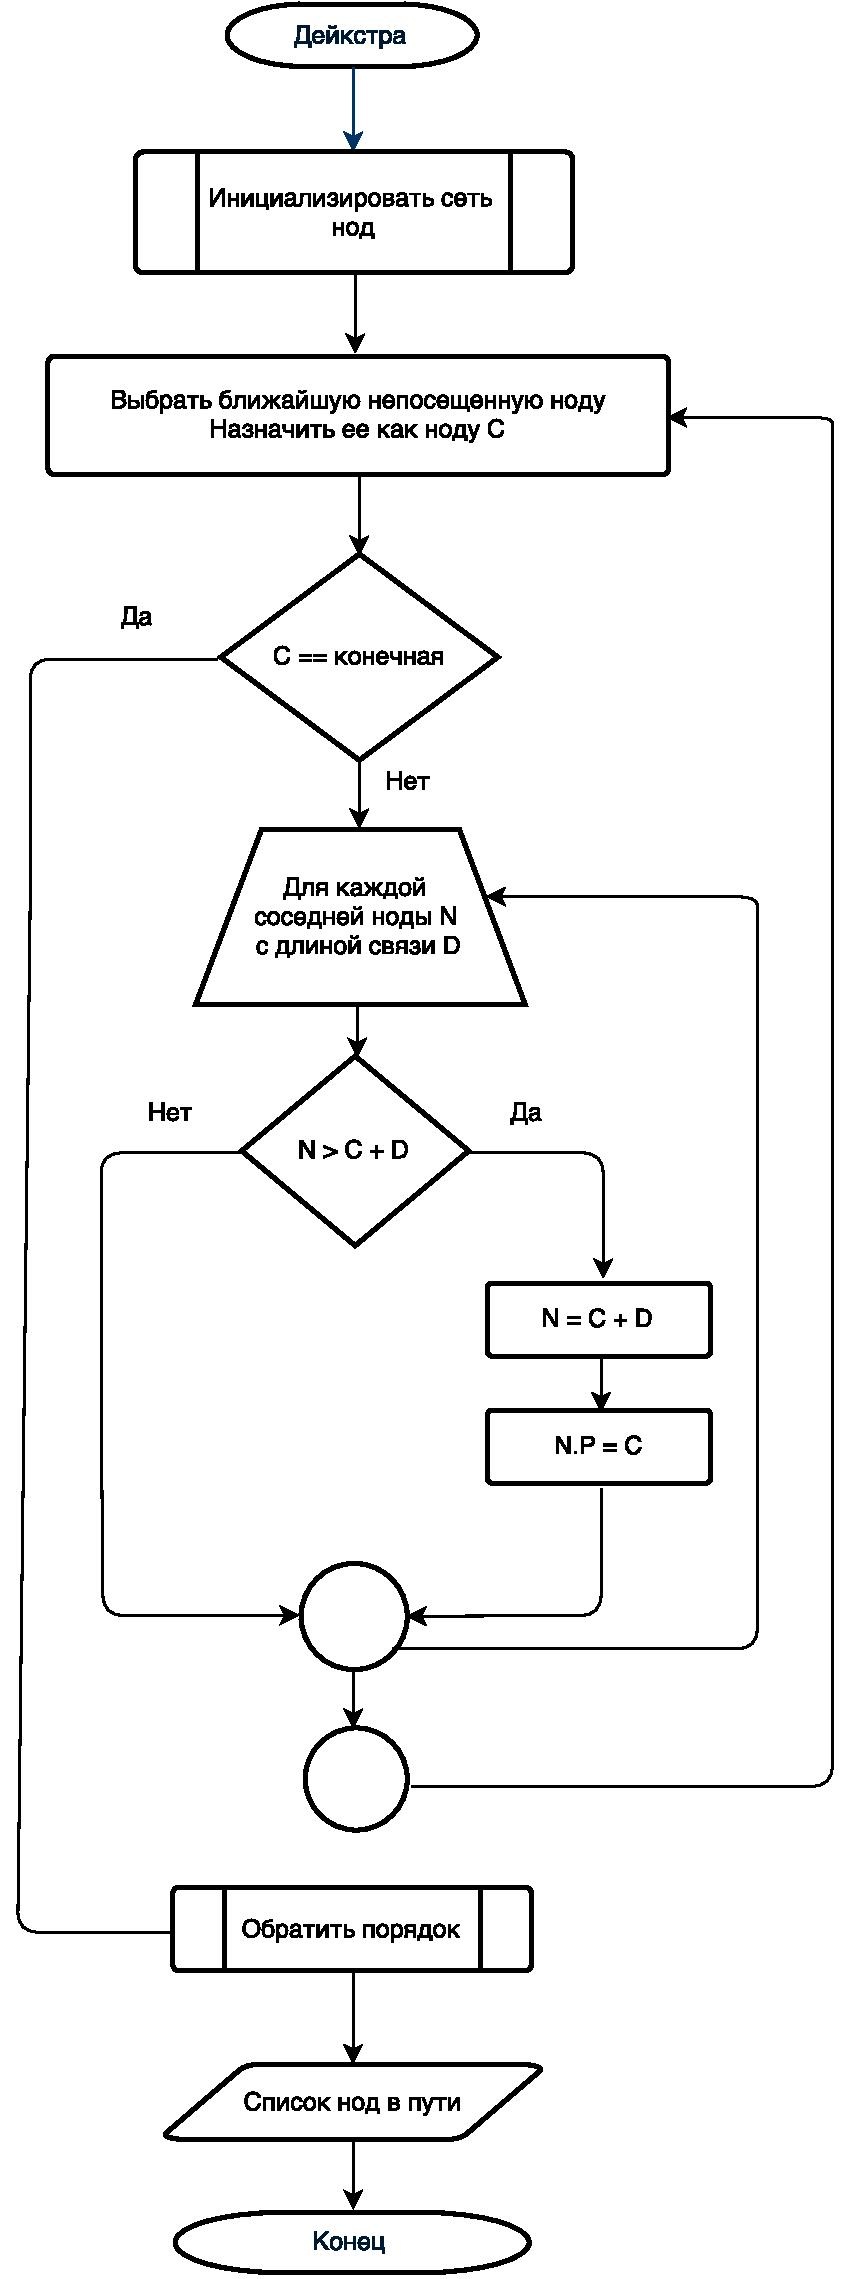 Дейкстра
Инициализировать сеть
нод
Выбрать ближайшую непосещенную ноду
Назначить ее как ноду C
Да
C == конечная
Нет
Для каждой
соседней ноды N
с длиной связи D
Нет
Да
N > C + D
N = C + D
N.P = C
Обратить порядок
Список нод в пути
Конец